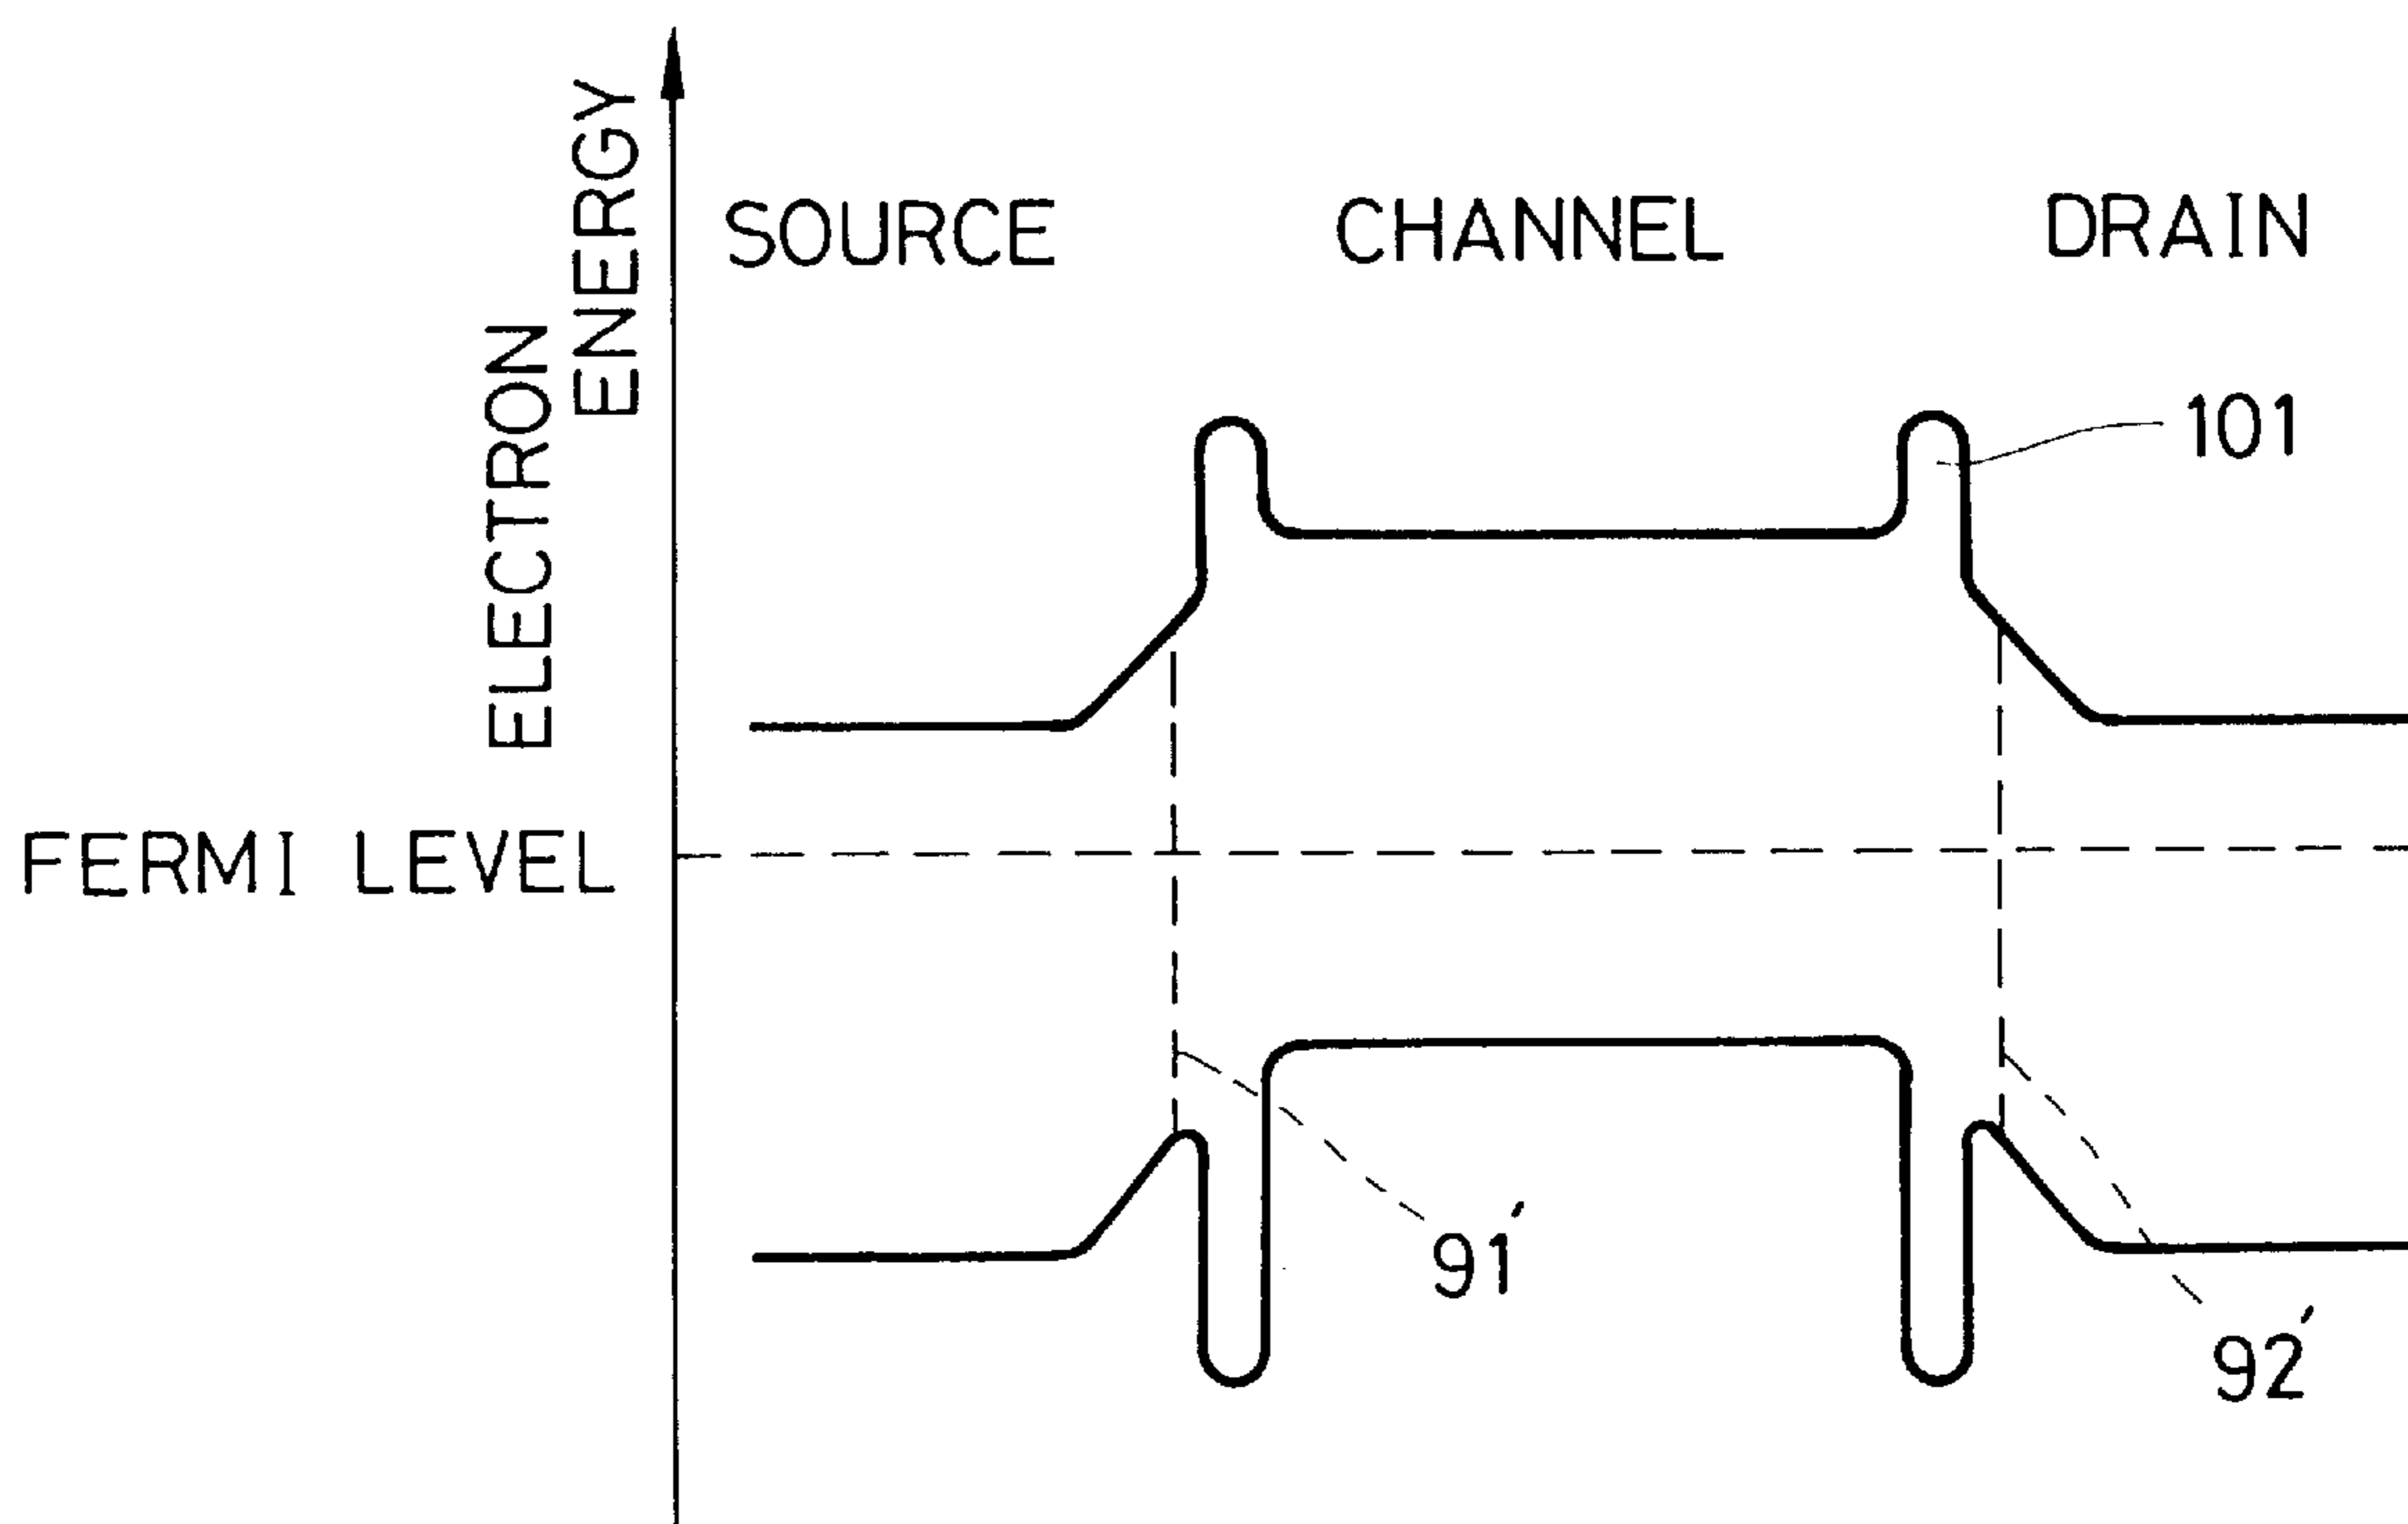 ELECTRON
ENERGY
SOURCE
CHANNEL
DRAIN
101
FERMI LEVEL
91′
92′